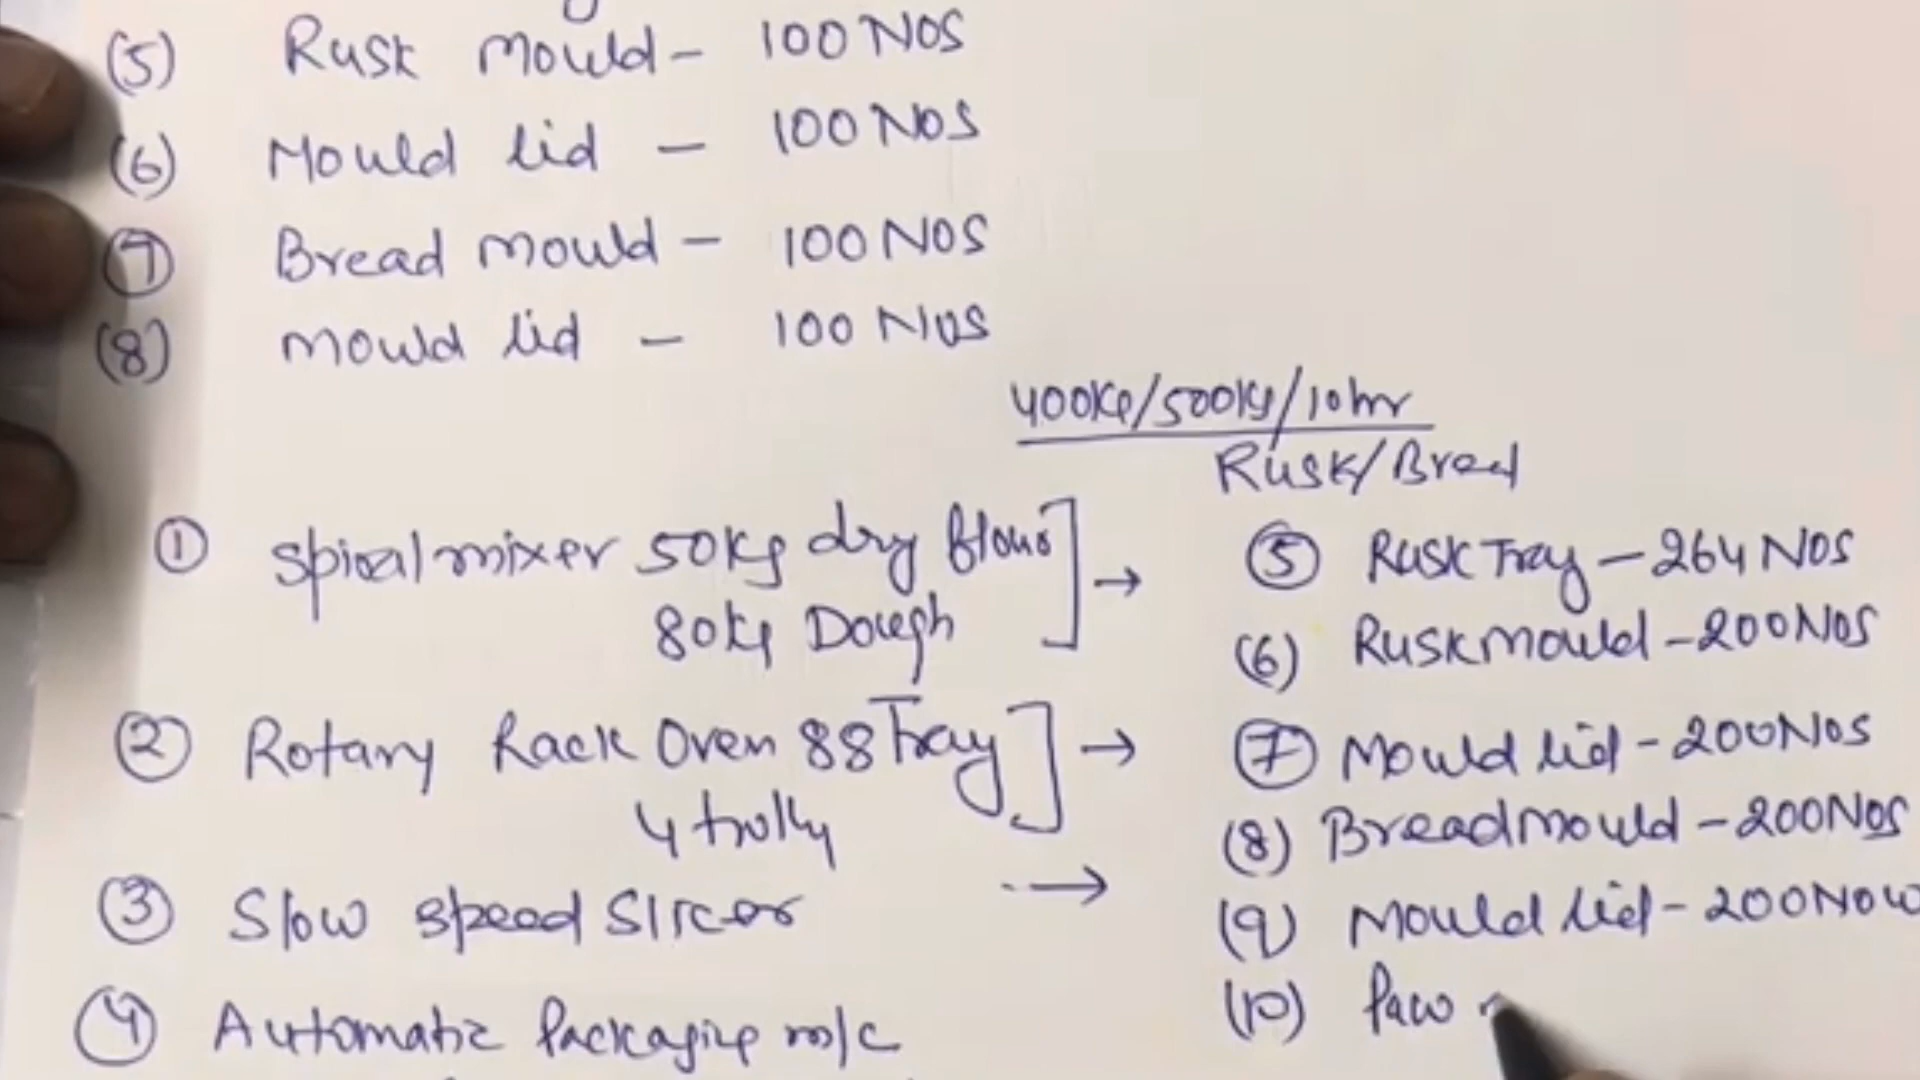 (5) Rusk Mould - 100 NOS
(6) Mould lid - 100 NOS
(7) Bread mould - 100 NOS
(8) mould lid - 100 NOS
400Kg/500Kg/10hr
Rusk/Bread
(1) Spiral mixer 50Kg dry flour
80Kg Dough
(2) Rotary Rack Oven 88 Tray
4 trolly
(3) Slow speed Slicer
(4) Automatic Packaging m/c
(5) Rusk Tray - 264 NOS
(6) Rusk mould - 200 NOS
(7) Mould lid - 200 NOS
(8) Bread mould - 200 NOS
(9) Mould lid - 200 NOW
(10) Paw